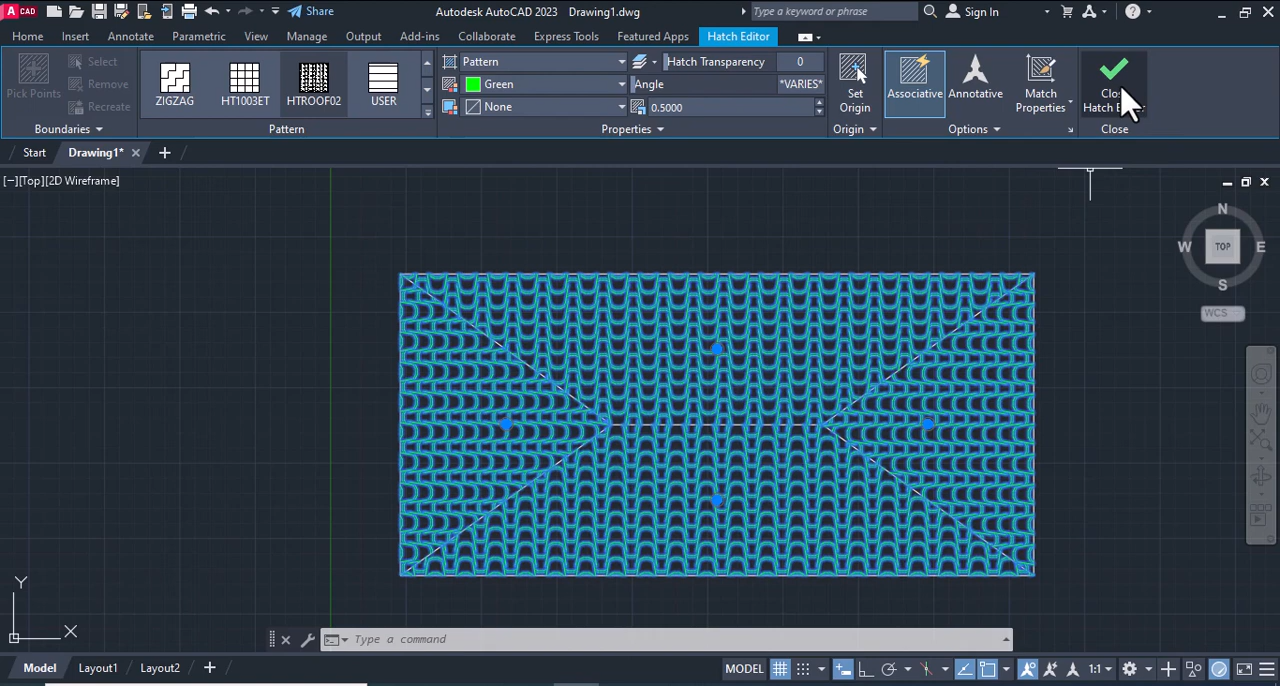 CAD
Share
Autodesk AutoCAD 2023 Drawing1.dwg
Type a keyword or phrase
Sign In
Home Insert Annotate Parametric View Manage Output Add-ins Collaborate Express Tools Featured Apps Hatch Editor
Pick Points
Select
Remove
Recreate
Boundaries
ZIGZAG
HT1003ET
HTROOF02
USER
Pattern
Pattern
Green
None
Hatch Transparency 0
Angle *VARIES*
0.5000
Properties
Set
Origin
Origin
Associative
Annotative
Match
Properties
Options
Close
Start Drawing1*
[−][Top][2D Wireframe]
N
W TOP E
S
WCS
Y
X
Type a command
Model Layout1 Layout2
MODEL
1:1